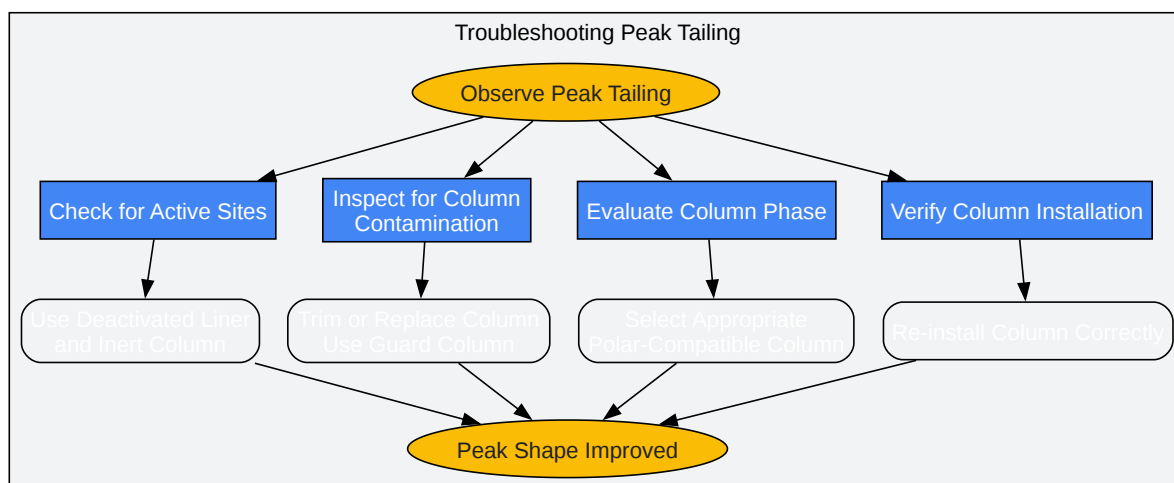 Troubleshooting Peak Tailing
Observe Peak Tailing
Check for Active Sites
Inspect for Column
Contamination
Evaluate Column Phase
Verify Column Installation
Use Deactivated Liner
and Inert Column
Trim or Replace Column
Use Guard Column
Select Appropriate
Polar-Compatible Column
Re-install Column Correctly
Peak Shape Improved